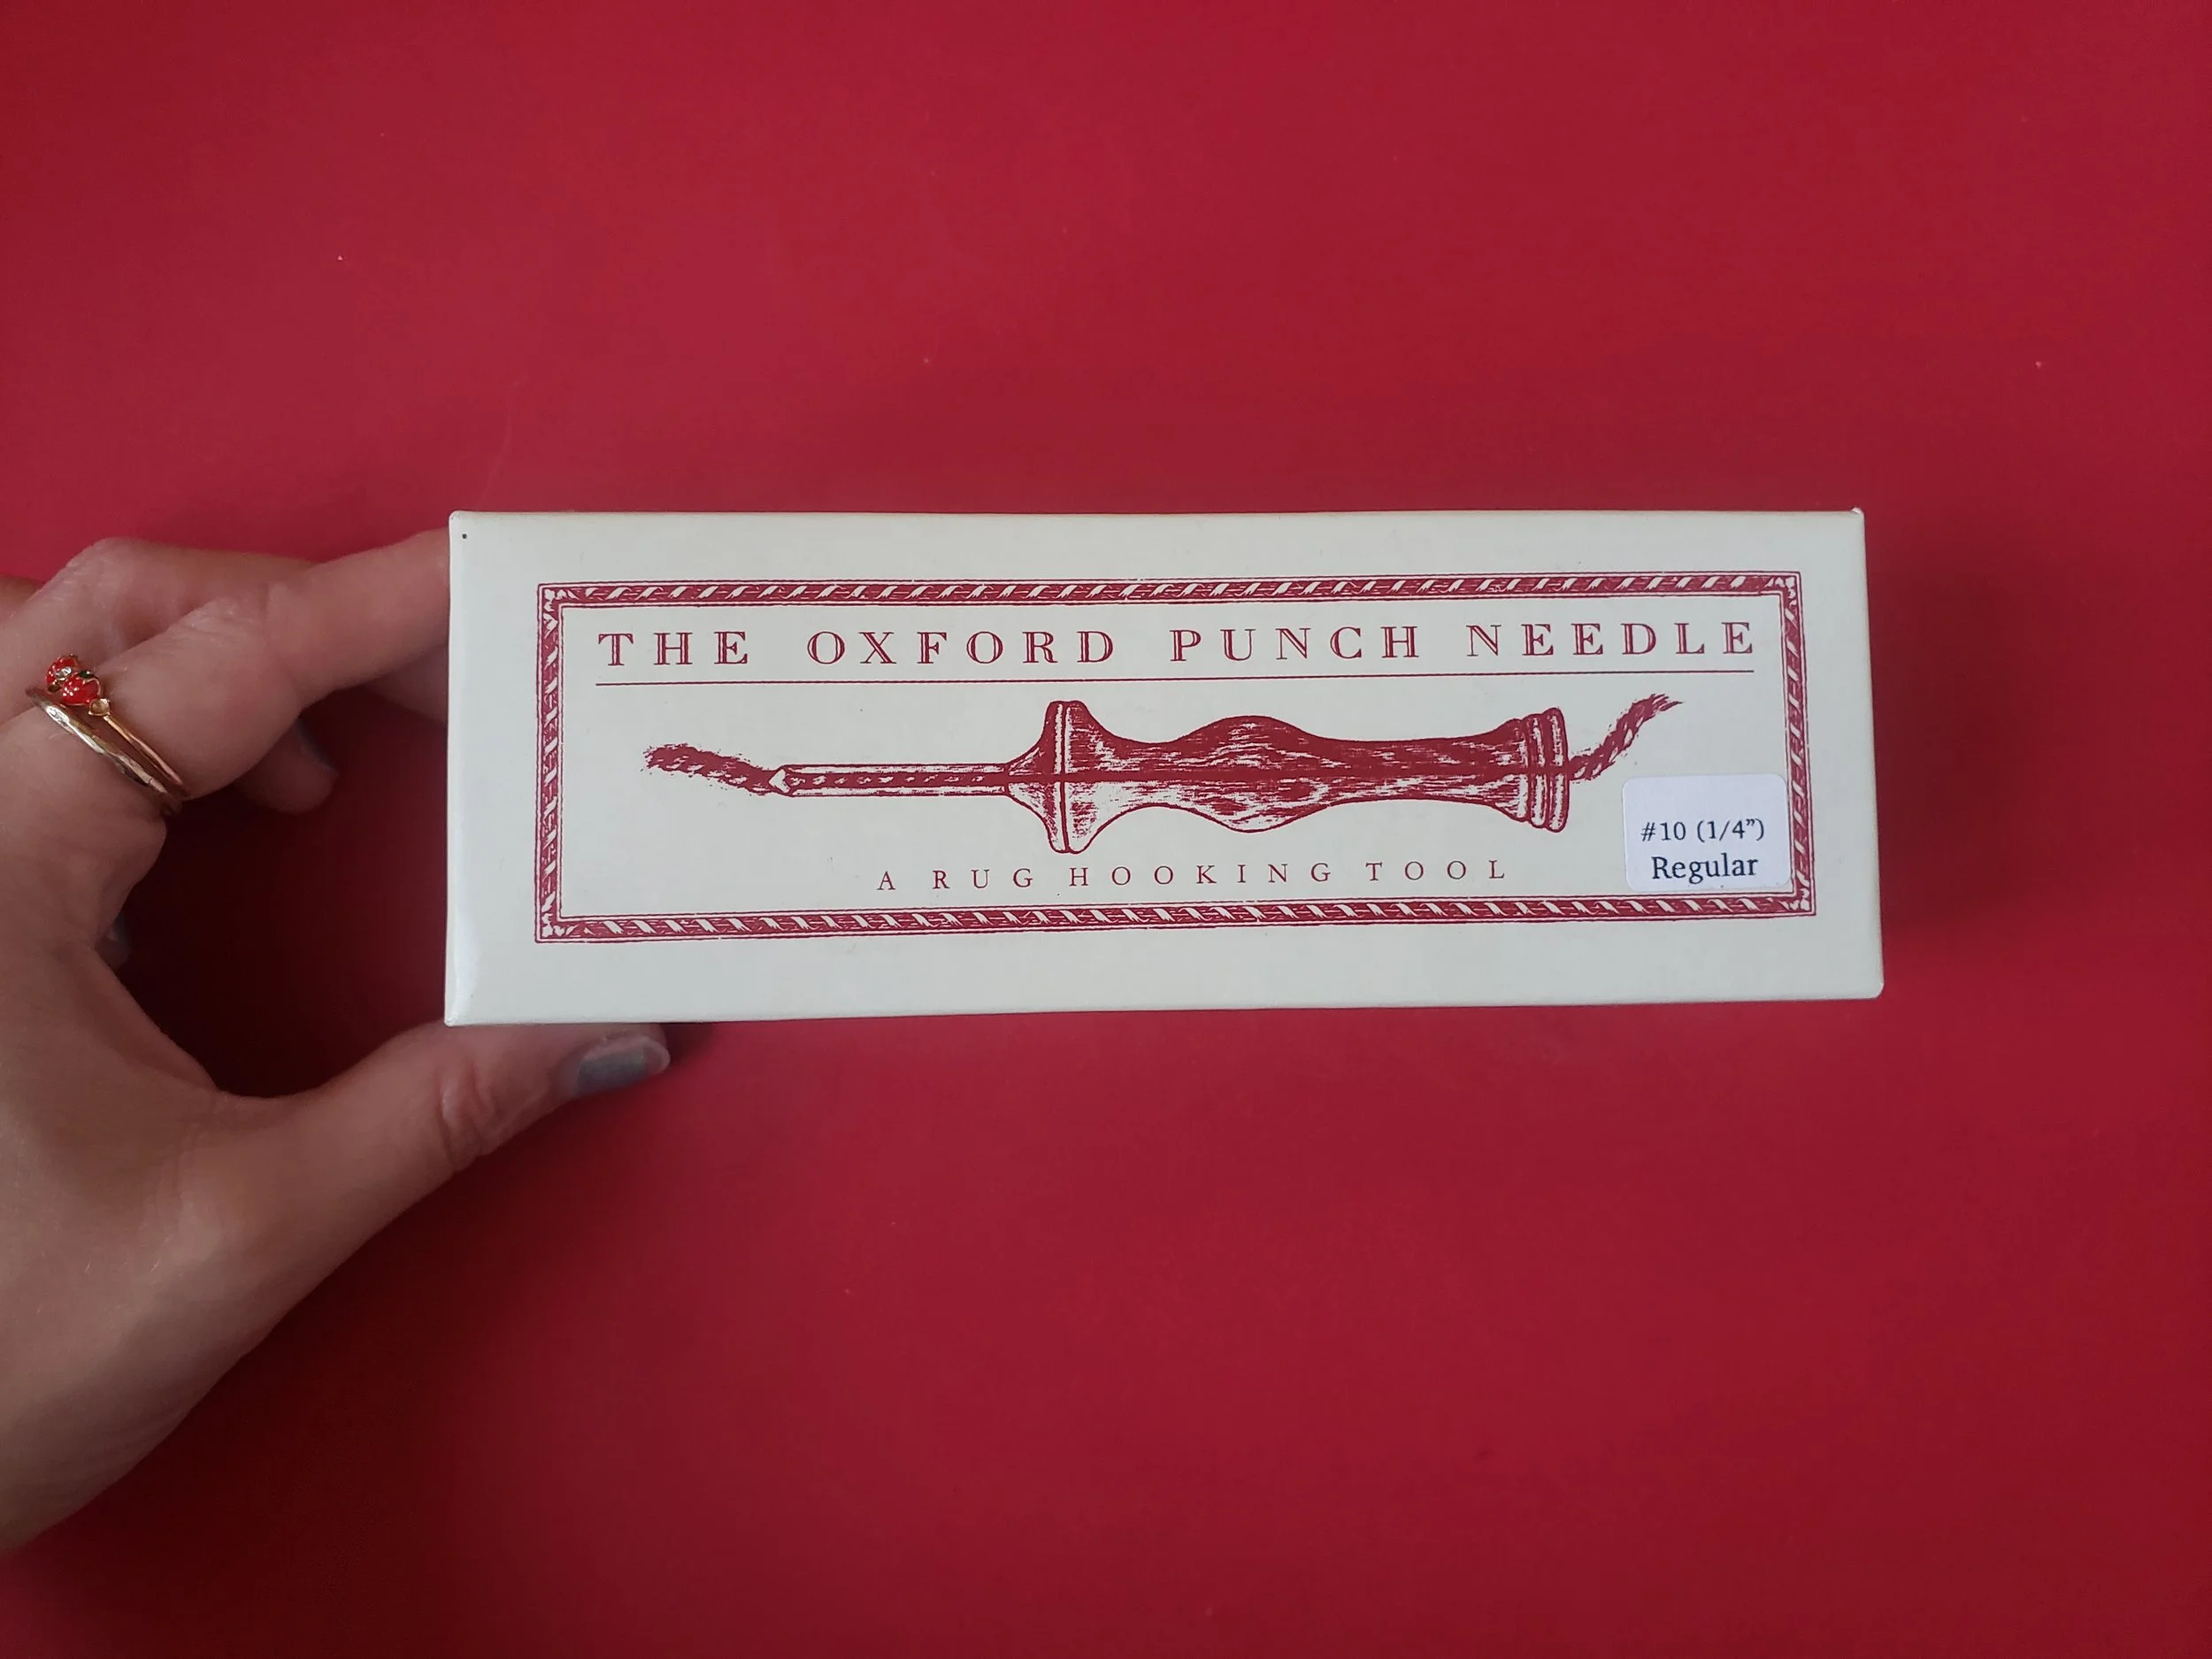 THE OXFORD PUNCH NEEDLE
A RUG HOOKING TOOL
#10 (1/4”)
Regular